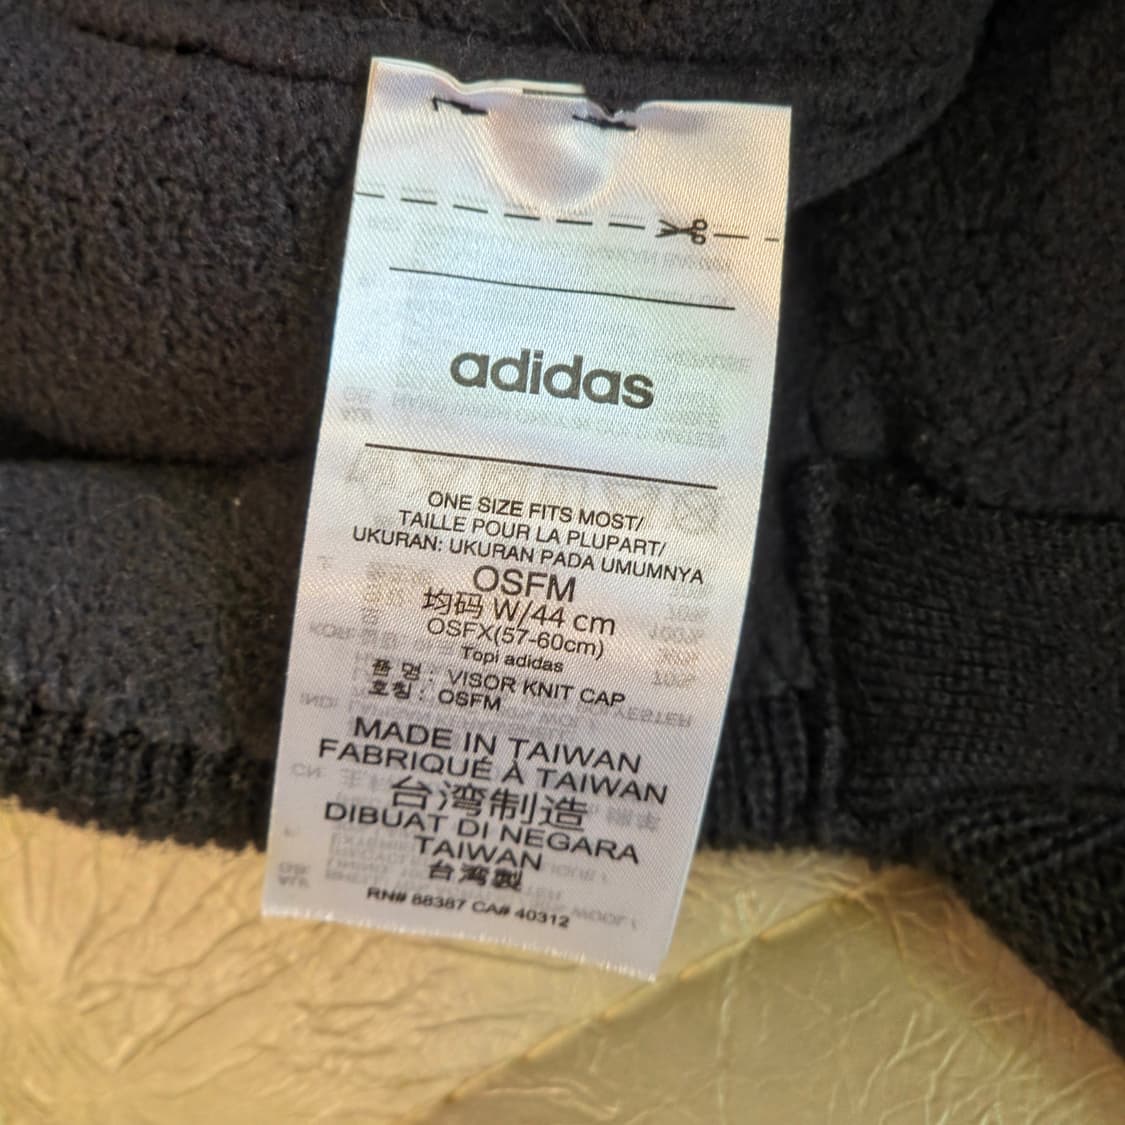 adidas
ONE SIZE FITS MOST/
TAILLE POUR LA PLUPART/
UKURAN: UKURAN PADA UMUMNYA
OSFM
均码 W/44 cm
OSFX(57-60cm)
Topi adidas
품 명 : VISOR KNIT CAP
호칭 : OSFM
MADE IN TAIWAN
FABRIQUÉ À TAIWAN
台湾制造
DIBUAT DI NEGARA
TAIWAN
台湾製
RN# 88387 CA# 40312